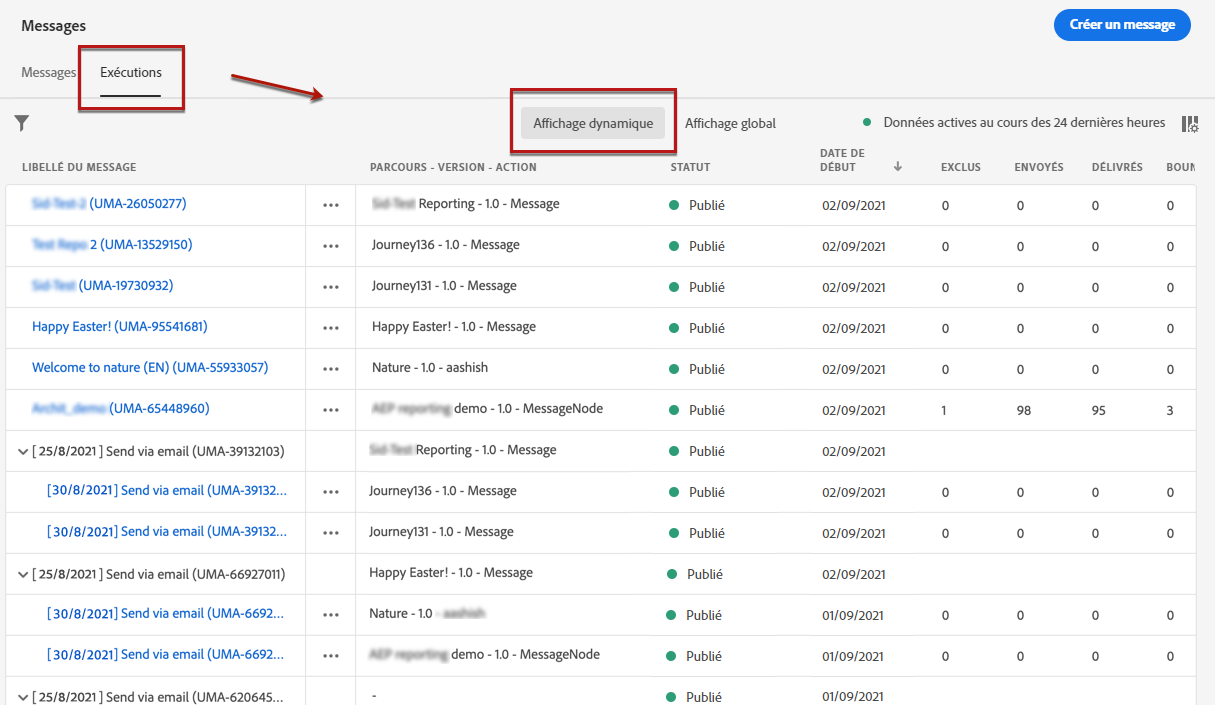 Messages
Créer un message
Messages Exécutions
Affichage dynamique Affichage global Données actives au cours des 24 dernières heures
LIBELLÉ DU MESSAGE PARCOURS - VERSION - ACTION STATUT DATE DE DÉBUT EXCLUS ENVOYÉS DÉLIVRÉS BOUN
(UMA-26050277) ••• Reporting - 1.0 - Message Publié 02/09/2021 0 0 0 0
2 (UMA-13529150) ••• Journey136 - 1.0 - Message Publié 02/09/2021 0 0 0 0
(UMA-19730932) ••• Journey131 - 1.0 - Message Publié 02/09/2021 0 0 0 0
Happy Easter! (UMA-95541681) ••• Happy Easter! - 1.0 - Message Publié 02/09/2021 0 0 0 0
Welcome to nature (EN) (UMA-55933057) ••• Nature - 1.0 - aashish Publié 02/09/2021 0 0 0 0
(UMA-65448960) ••• demo - 1.0 - MessageNode Publié 02/09/2021 1 98 95 3
[ 25/8/2021 ] Send via email (UMA-39132103) Reporting - 1.0 - Message Publié 02/09/2021
[30/8/2021] Send via email (UMA-39132... ••• Journey136 - 1.0 - Message Publié 02/09/2021 0 0 0 0
[30/8/2021] Send via email (UMA-39132... ••• Journey131 - 1.0 - Message Publié 02/09/2021 0 0 0 0
[ 25/8/2021 ] Send via email (UMA-66927011) Happy Easter! - 1.0 - Message Publié 02/09/2021
[30/8/2021] Send via email (UMA-6692... ••• Nature - 1.0 - Publié 01/09/2021 0 0 0 0
[30/8/2021] Send via email (UMA-6692... ••• demo - 1.0 - MessageNode Publié 01/09/2021 0 0 0 0
[ 25/8/2021 ] Send via email (UMA-620645... - Publié 01/09/2021